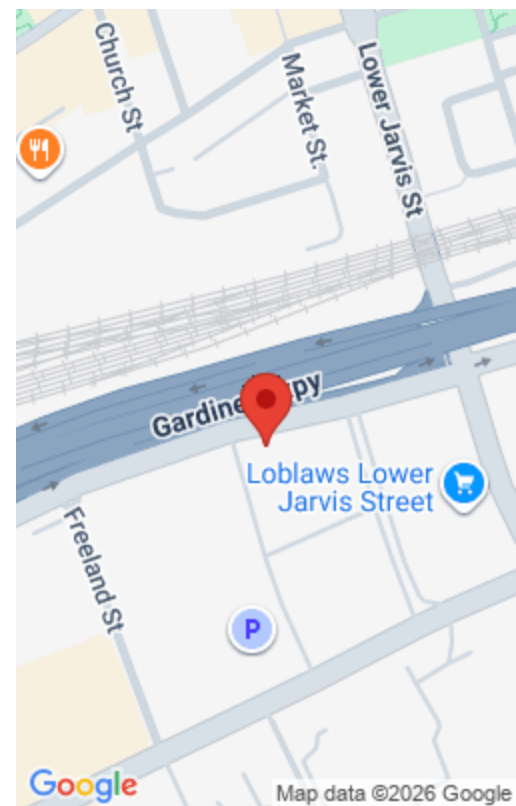 Church St
Market St.
Lower Jarvis St
Gardine xpy
Loblaws Lower
Jarvis Street
Freeland St
P
Google
Map data ©2026 Google